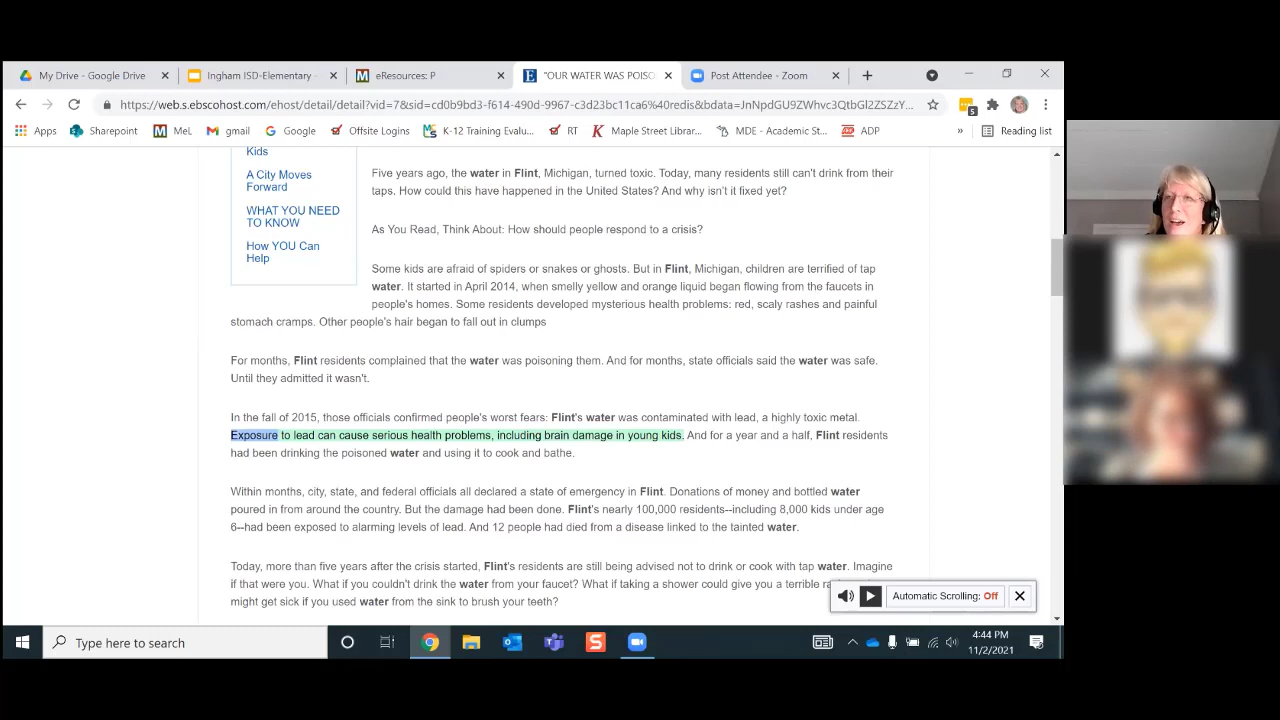 My Drive - Google Drive
Ingham ISD-Elementary -
eResources: P
"OUR WATER WAS POISO
Post Attendee - Zoom
https://web.s.ebscohost.com/ehost/detail/detail?vid=7&sid=cd0b9bd3-f614-490d-9967-c3d23bc11ca6%40redis&bdata=JnNpdGU9ZWhvc3QtbGl2ZSZzY...
5
Apps
Sharepoint
MeL
gmail
Google
Offsite Logins
K-12 Training Evalu...
RT
Maple Street Librar...
MDE - Academic St...
ADP
»
Reading list
Kids
A City Moves
Forward
WHAT YOU NEED
TO KNOW
How YOU Can
Help
Five years ago, the water in Flint, Michigan, turned toxic. Today, many residents still can't drink from their
taps. How could this have happened in the United States? And why isn't it fixed yet?
As You Read, Think About: How should people respond to a crisis?
Some kids are afraid of spiders or snakes or ghosts. But in Flint, Michigan, children are terrified of tap
water. It started in April 2014, when smelly yellow and orange liquid began flowing from the faucets in
people's homes. Some residents developed mysterious health problems: red, scaly rashes and painful
stomach cramps. Other people's hair began to fall out in clumps
For months, Flint residents complained that the water was poisoning them. And for months, state officials said the water was safe.
Until they admitted it wasn't.
In the fall of 2015, those officials confirmed people's worst fears: Flint's water was contaminated with lead, a highly toxic metal.
Exposure to lead can cause serious health problems, including brain damage in young kids. And for a year and a half, Flint residents
had been drinking the poisoned water and using it to cook and bathe.
Within months, city, state, and federal officials all declared a state of emergency in Flint. Donations of money and bottled water
poured in from around the country. But the damage had been done. Flint's nearly 100,000 residents--including 8,000 kids under age
6--had been exposed to alarming levels of lead. And 12 people had died from a disease linked to the tainted water.
Today, more than five years after the crisis started, Flint's residents are still being advised not to drink or cook with tap water. Imagine
if that were you. What if you couldn't drink the water from your faucet? What if taking a shower could give you a terrible
might get sick if you used water from the sink to brush your teeth?
Automatic Scrolling: Off
Type here to search
4:44 PM
11/2/2021